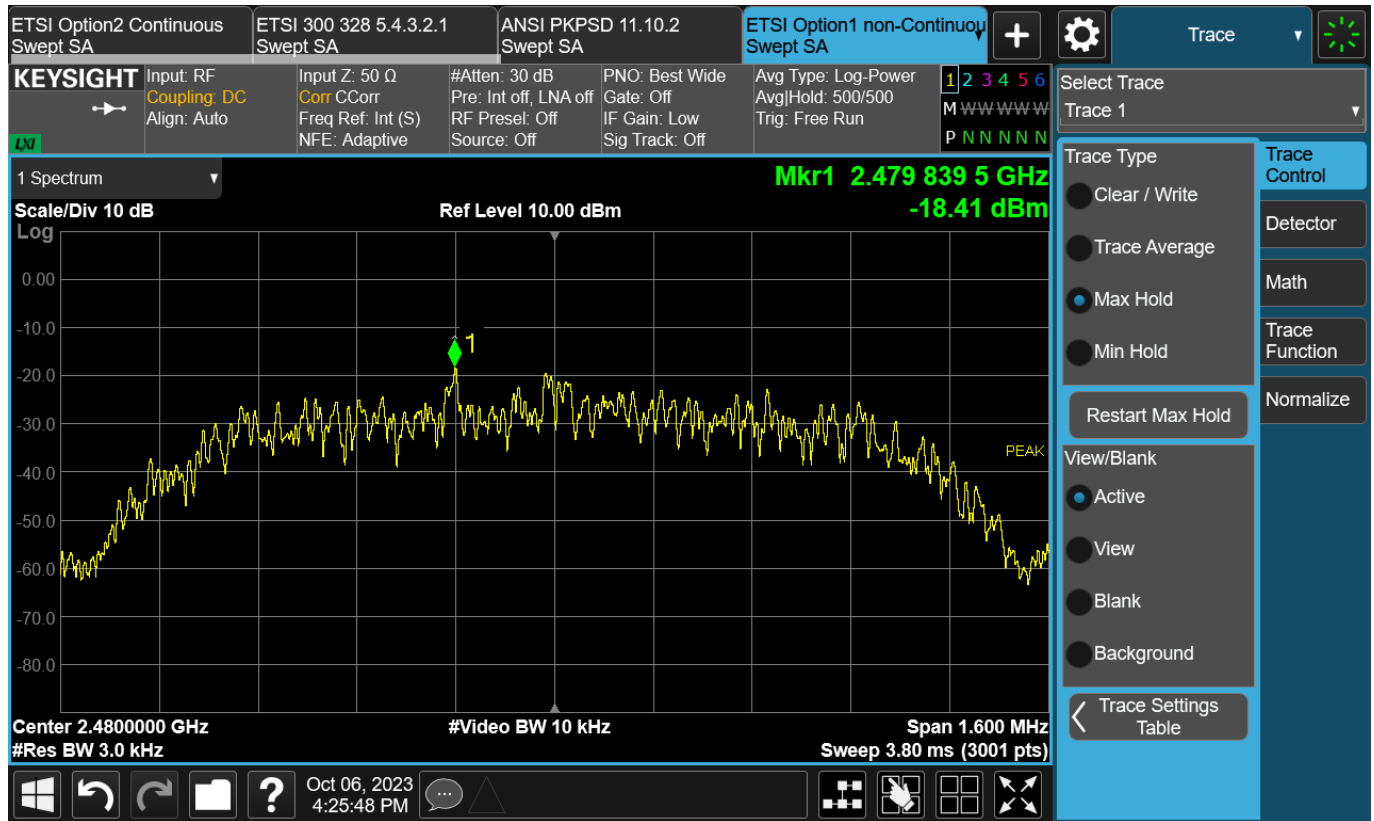 ETSI Option2 Continuous
Swept SA
ETSI 300 328 5.4.3.2.1
Swept SA
ANSI PKPSD 11.10.2
Swept SA
ETSI Option1 non-Continuou
Swept SA
+
Trace
KEYSIGHT
LXI
Input: RF
Coupling: DC
Align: Auto
Input Z: 50 Ω
Corr CCorr
Freq Ref: Int (S)
NFE: Adaptive
#Atten: 30 dB
Pre: Int off, LNA off
RF Presel: Off
Source: Off
PNO: Best Wide
Gate: Off
IF Gain: Low
Sig Track: Off
Avg Type: Log-Power
Avg|Hold: 500/500
Trig: Free Run
1 2 3 4 5 6
M W W W W W
P N N N N N
Select Trace
Trace 1
1 Spectrum
Mkr1 2.479 839 5 GHz
Scale/Div 10 dB
Ref Level 10.00 dBm
-18.41 dBm
Log
0.00
-10.0
-20.0
-30.0
-40.0
-50.0
-60.0
-70.0
-80.0
1
PEAK
Center 2.4800000 GHz
#Video BW 10 kHz
Span 1.600 MHz
#Res BW 3.0 kHz
Sweep 3.80 ms (3001 pts)
Trace Type
Clear / Write
Trace Average
Max Hold
Min Hold
Restart Max Hold
View/Blank
Active
View
Blank
Background
Trace Settings
Table
Trace
Control
Detector
Math
Trace
Function
Normalize
?
Oct 06, 2023
4:25:48 PM